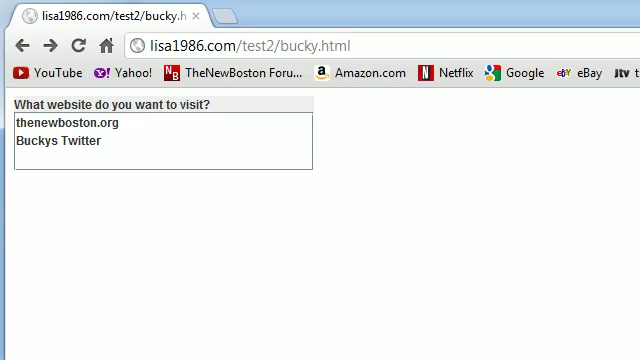 lisa1986.com/test2/bucky.h
lisa1986.com/test2/bucky.html
YouTube Yahoo! TheNewBoston Foru... Amazon.com Netflix Google eBay jtv t
What website do you want to visit?
thenewboston.org
Buckys Twitter